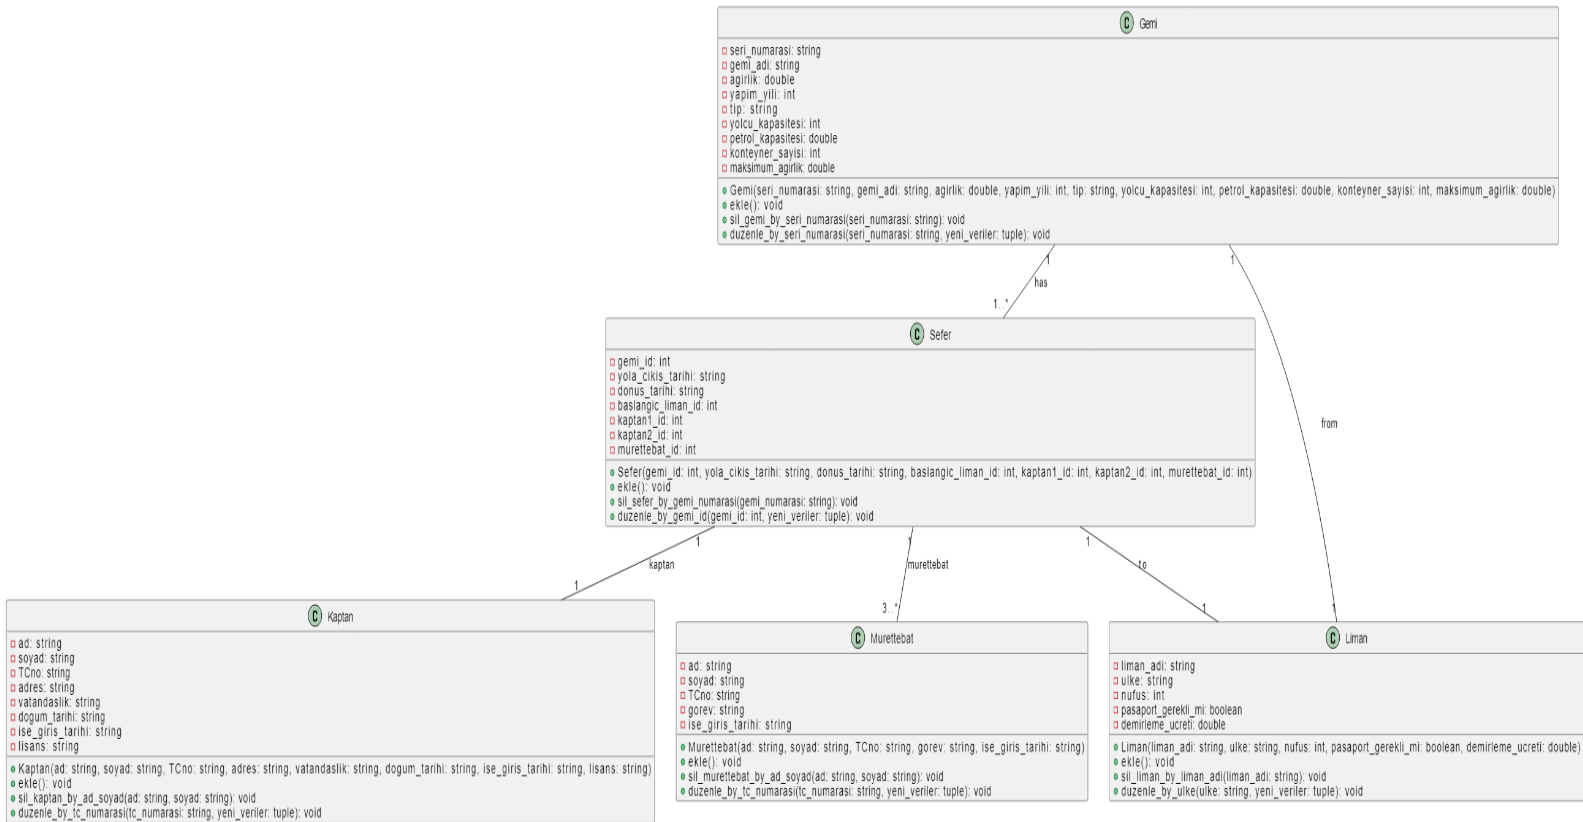 C Gemi
seri_numarasi: string
gemi_adi: string
agirlik: double
yapim_yili: int
tip: string
yolcu_kapasitesi: int
petrol_kapasitesi: double
konteyner_sayisi: int
maksimum_agirlik: double
Gemi(seri_numarasi: string, gemi_adi: string, agirlik: double, yapim_yili: int, tip: string, yolcu_kapasitesi: int, petrol_kapasitesi: double, konteyner_sayisi: int, maksimum_agirlik: double)
ekle(): void
sil_gemi_by_seri_numarasi(seri_numarasi: string): void
duzenle_by_seri_numarasi(seri_numarasi: string, yeni_veriler: tuple): void
1
1
has
1..*
from
C Sefer
gemi_id: int
yola_cikis_tarihi: string
donus_tarihi: string
baslangic_liman_id: int
kaptan1_id: int
kaptan2_id: int
murettebat_id: int
Sefer(gemi_id: int, yola_cikis_tarihi: string, donus_tarihi: string, baslangic_liman_id: int, kaptan1_id: int, kaptan2_id: int, murettebat_id: int)
ekle(): void
sil_sefer_by_gemi_numarasi(gemi_numarasi: string): void
duzenle_by_gemi_id(gemi_id: int, yeni_veriler: tuple): void
1
1
1
kaptan
murettebat
to
1
3..*
1
1
C Kaptan
ad: string
soyad: string
TCno: string
adres: string
vatandaslik: string
dogum_tarihi: string
ise_giris_tarihi: string
lisans: string
Kaptan(ad: string, soyad: string, TCno: string, adres: string, vatandaslik: string, dogum_tarihi: string, ise_giris_tarihi: string, lisans: string)
ekle(): void
sil_kaptan_by_ad_soyad(ad: string, soyad: string): void
duzenle_by_tc_numarasi(tc_numarasi: string, yeni_veriler: tuple): void
C Murettebat
ad: string
soyad: string
TCno: string
gorev: string
ise_giris_tarihi: string
Murettebat(ad: string, soyad: string, TCno: string, gorev: string, ise_giris_tarihi: string)
ekle(): void
sil_murettebat_by_ad_soyad(ad: string, soyad: string): void
duzenle_by_tc_numarasi(tc_numarasi: string, yeni_veriler: tuple): void
C Liman
liman_adi: string
ulke: string
nufus: int
pasaport_gerekli_mi: boolean
demirleme_ucreti: double
Liman(liman_adi: string, ulke: string, nufus: int, pasaport_gerekli_mi: boolean, demirleme_ucreti: double)
ekle(): void
sil_liman_by_liman_adi(liman_adi: string): void
duzenle_by_ulke(ulke: string, yeni_veriler: tuple): void